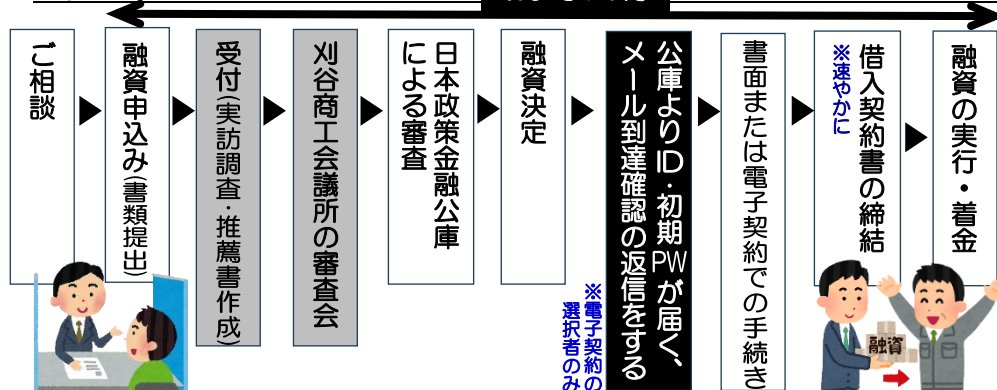 ご相談
融資申込み(書類提出)
受付(実訪調査・推薦書作成)
刈谷商工会議所の審査会
日本政策金融公庫
による審査
融資決定
公庫よりID・初期PWが届く、
メール到達確認の返信をする
※電子契約の
選択者のみ
書面または電子契約での手続き
借入契約書の締結
※速やかに
融資の実行・着金
融資